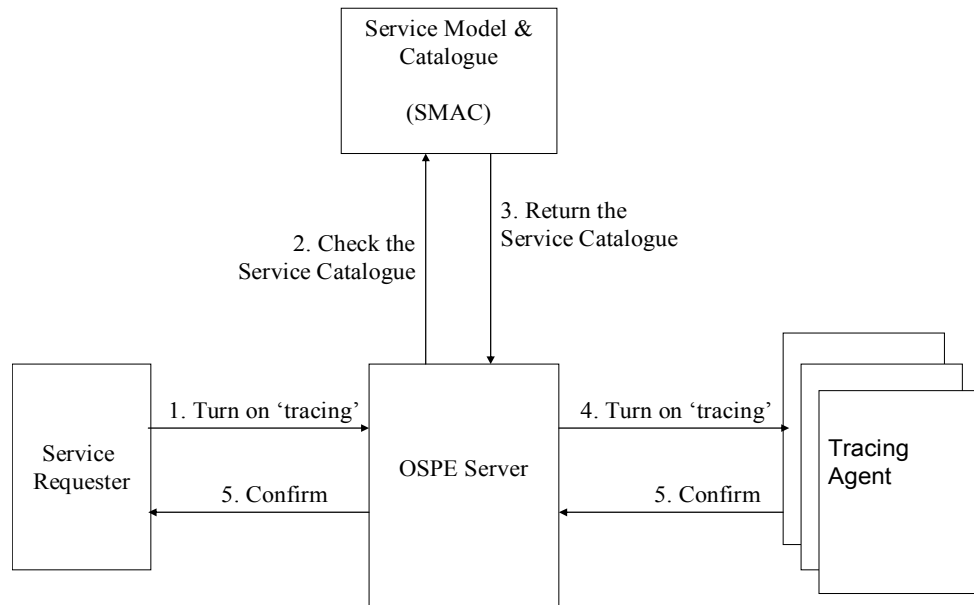 Service Model &
Catalogue
(SMAC)
3. Return the
Service Catalogue
2. Check the
Service Catalogue
1. Turn on ‘tracing’
4. Turn on ‘tracing’
Service
Requester
OSPE Server
Tracing
Agent
5. Confirm
5. Confirm